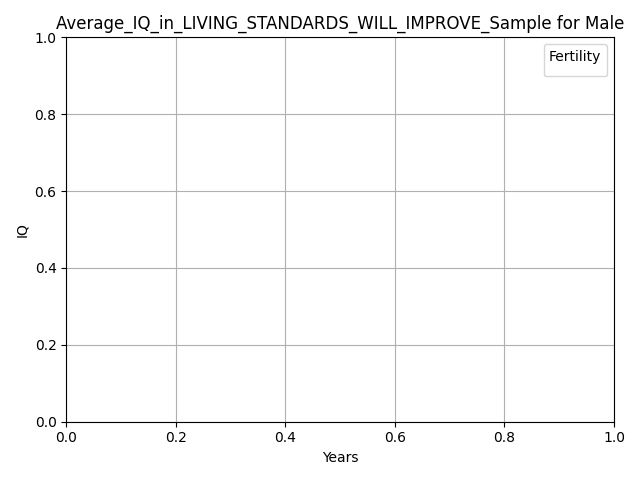 Average_IQ_in_LIVING_STANDARDS_WILL_IMPROVE_Sample for Male
Fertility
1.0
0.8
0.6
0.4
0.2
0.0
IQ
0.0 0.2 0.4 0.6 0.8 1.0
Years